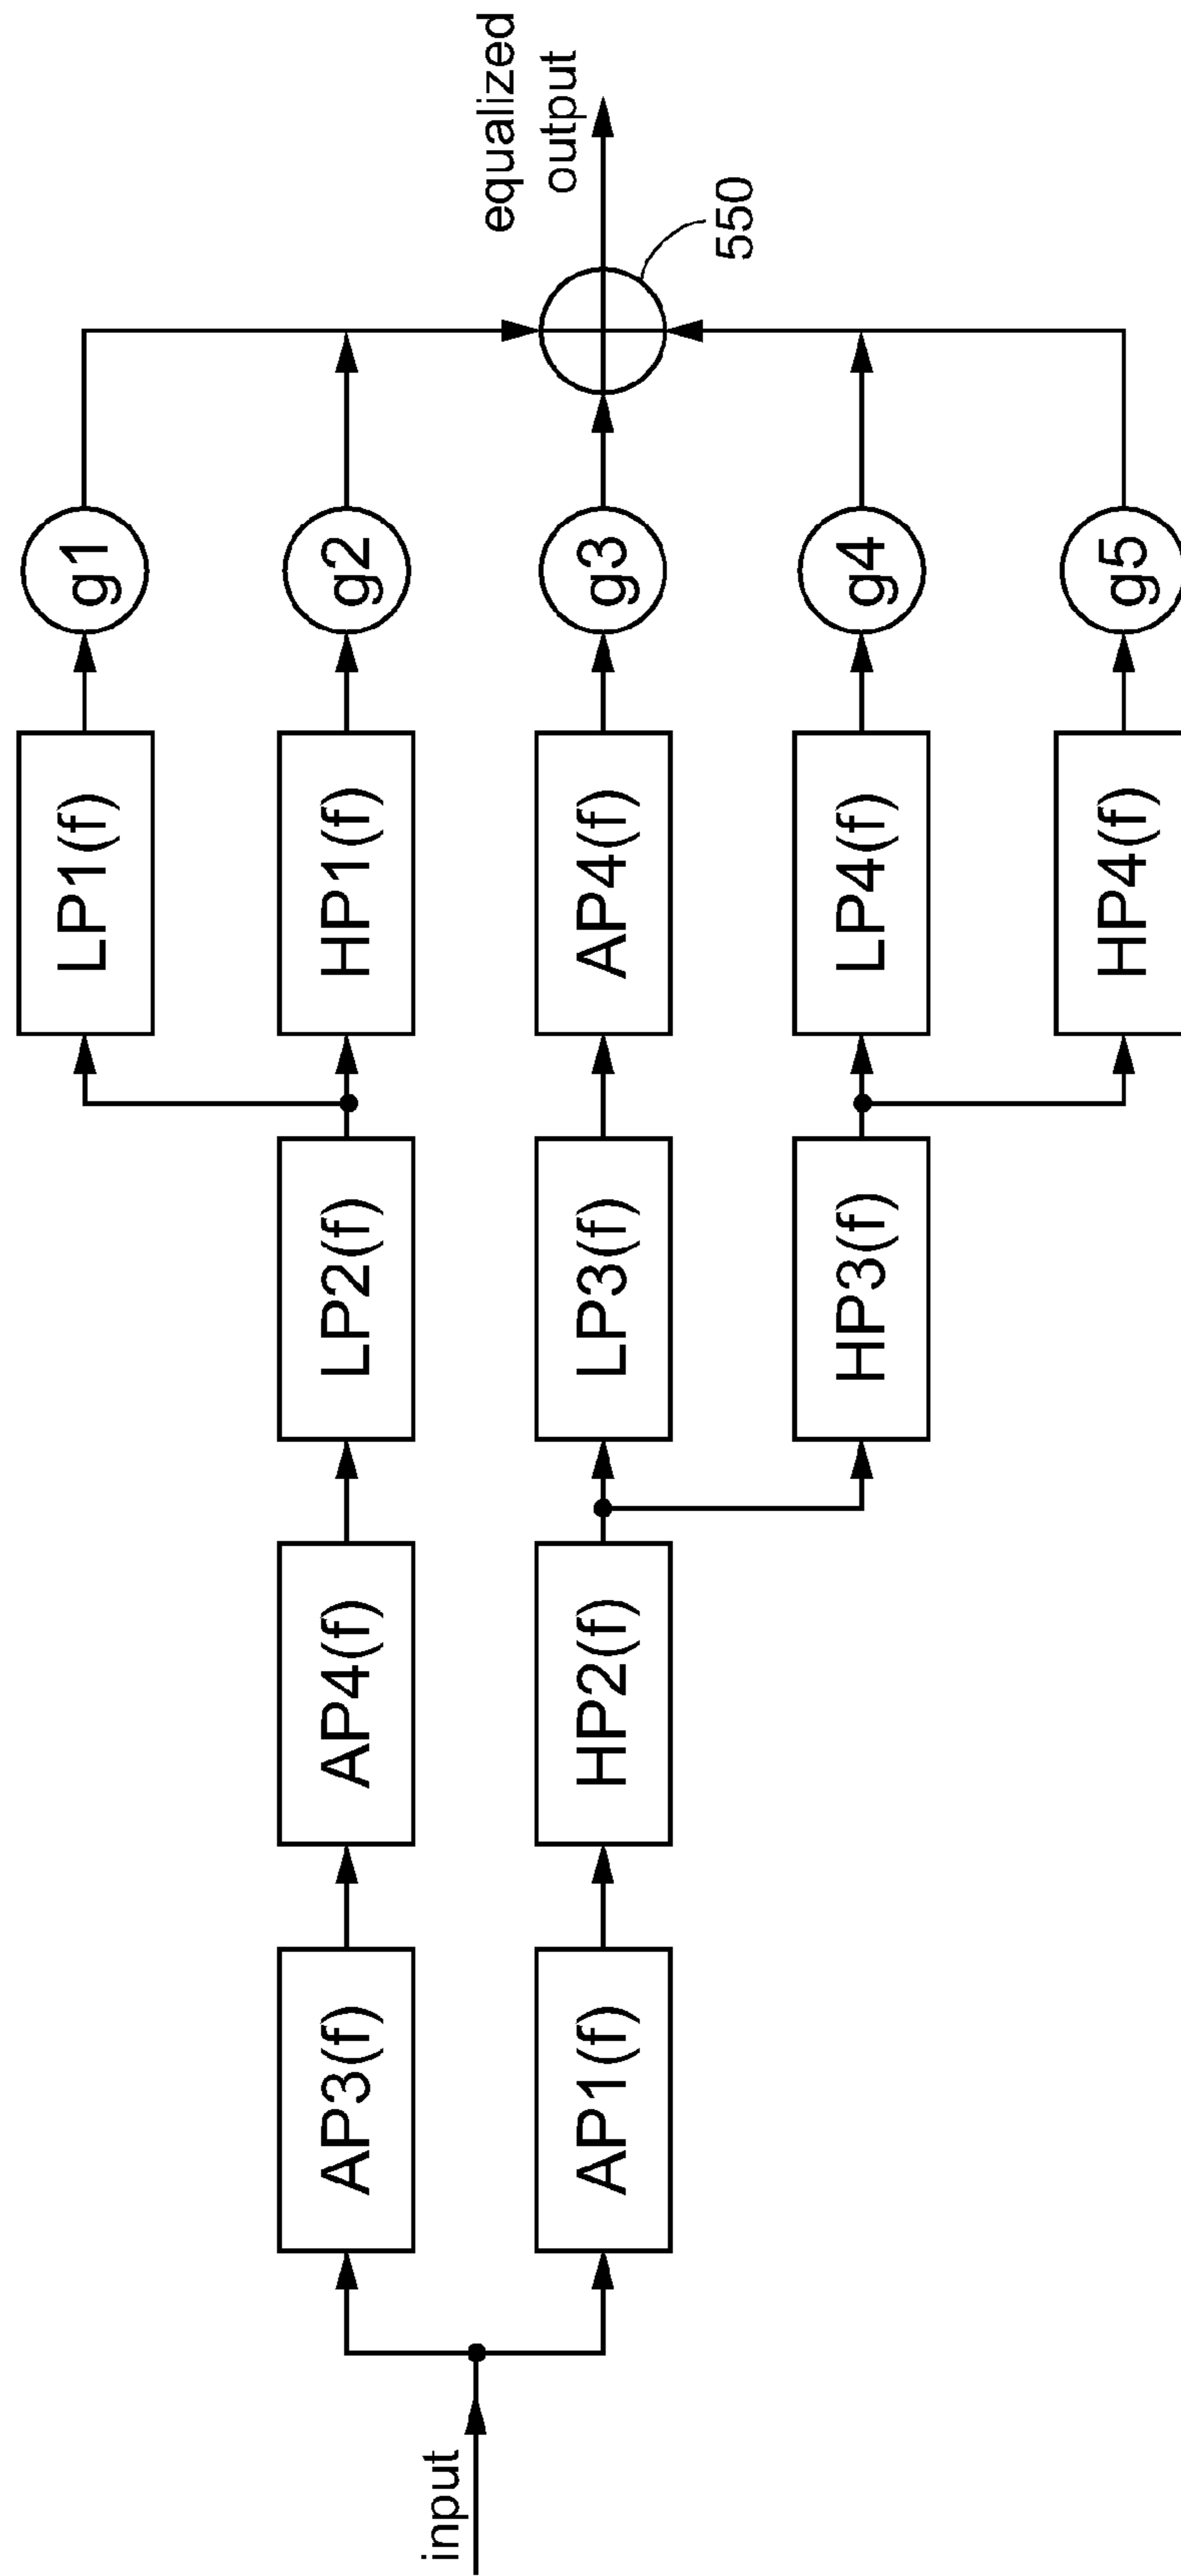 input
AP3(f)
AP4(f)
LP2(f)
LP1(f)
g1
HP1(f)
g2
AP1(f)
HP2(f)
LP3(f)
AP4(f)
g3
HP3(f)
LP4(f)
g4
HP4(f)
g5
equalized
output
550